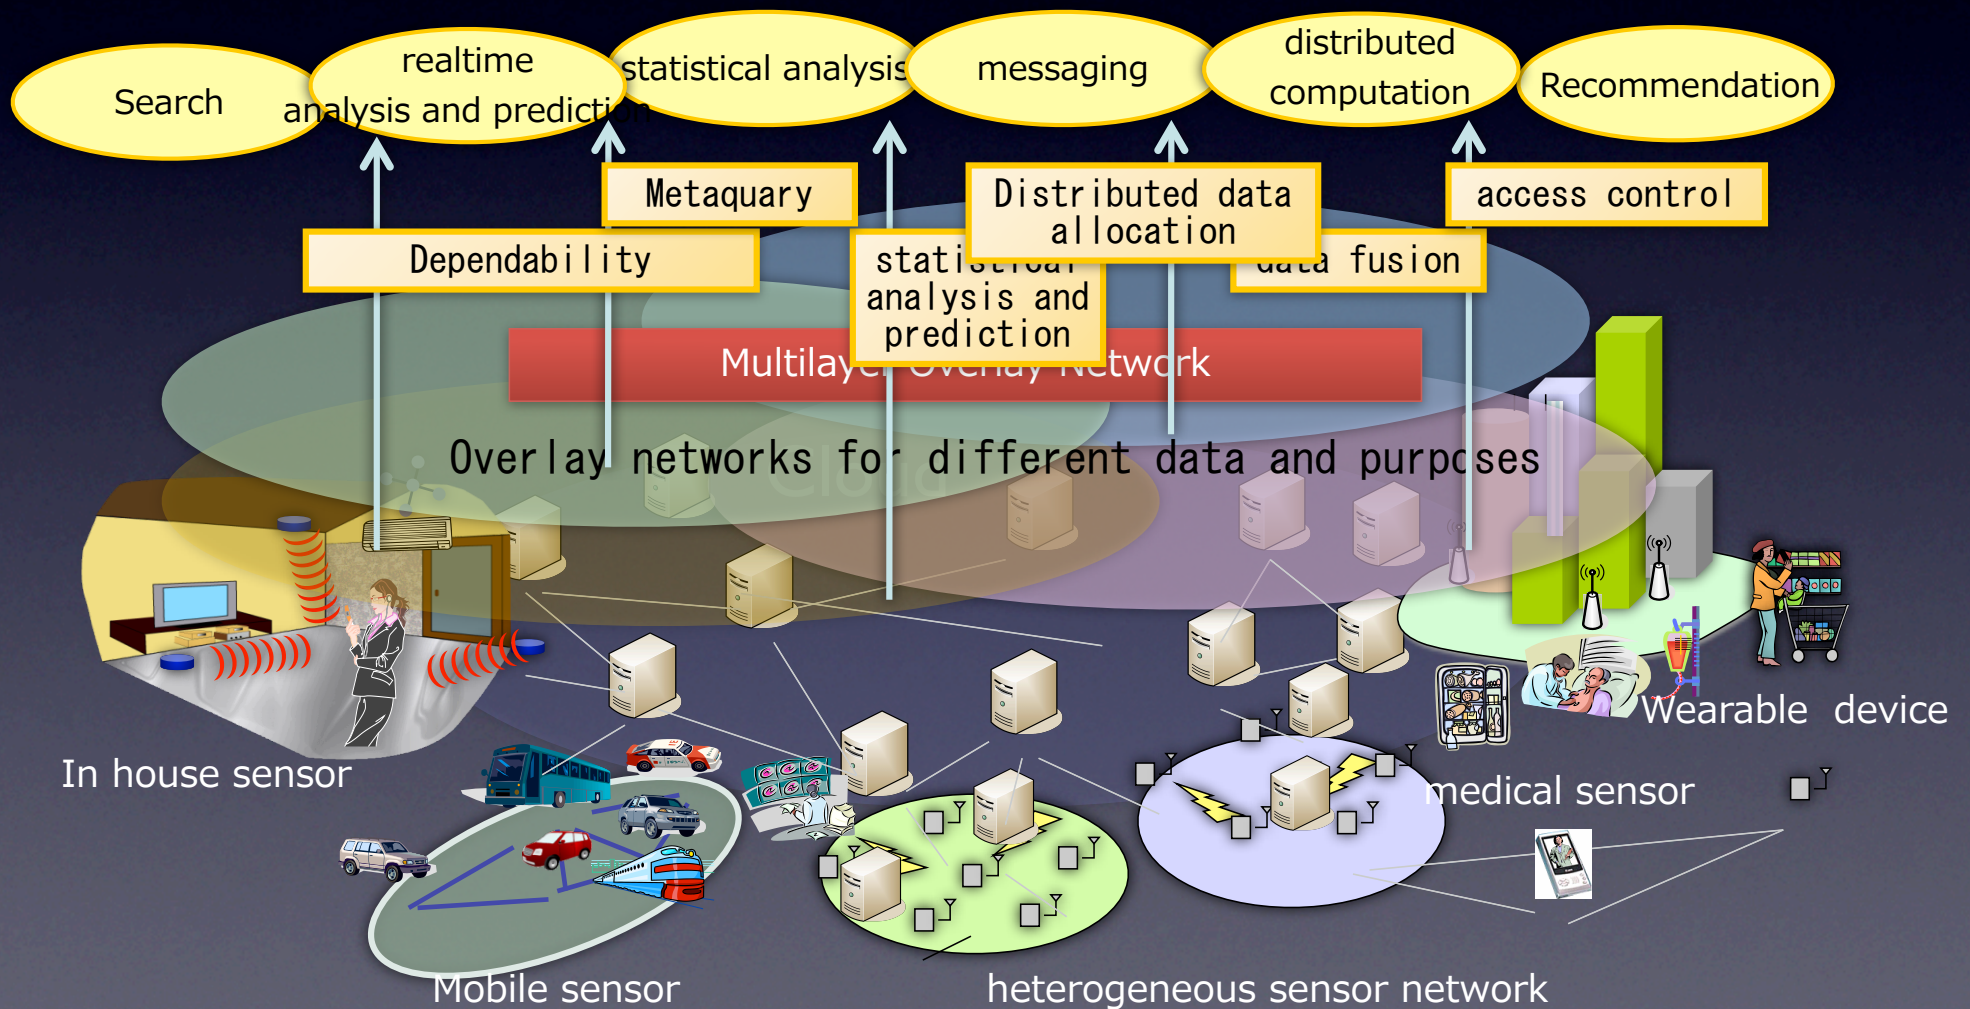 Search
realtime
analysis and prediction
statistical analysis
messaging
distributed
computation
Recommendation
Metaquary
Distributed data
allocation
access control
Dependability
statistical
analysis and
prediction
data fusion
Multilayer Overlay Network
Overlay networks for different data and purposes
Cloud
Wearable device
In house sensor
medical sensor
Mobile sensor
heterogeneous sensor network